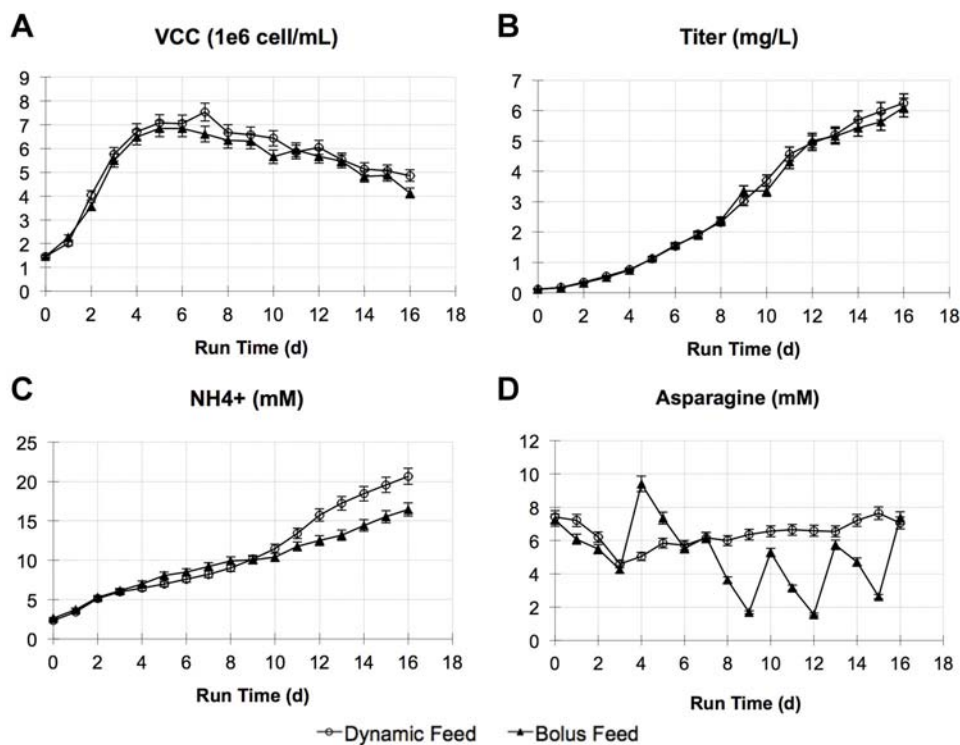 A
VCC (1e6 cell/mL)
9
8
7
6
5
4
3
2
1
0
0 2 4 6 8 10 12 14 16 18
Run Time (d)
B
Titer (mg/L)
7
6
5
4
3
2
1
0
0 2 4 6 8 10 12 14 16 18
Run Time (d)
C
NH4+ (mM)
25
20
15
10
5
0
0 2 4 6 8 10 12 14 16 18
Run Time (d)
D
Asparagine (mM)
12
10
8
6
4
2
0
0 2 4 6 8 10 12 14 16 18
Run Time (d)
Dynamic Feed Bolus Feed